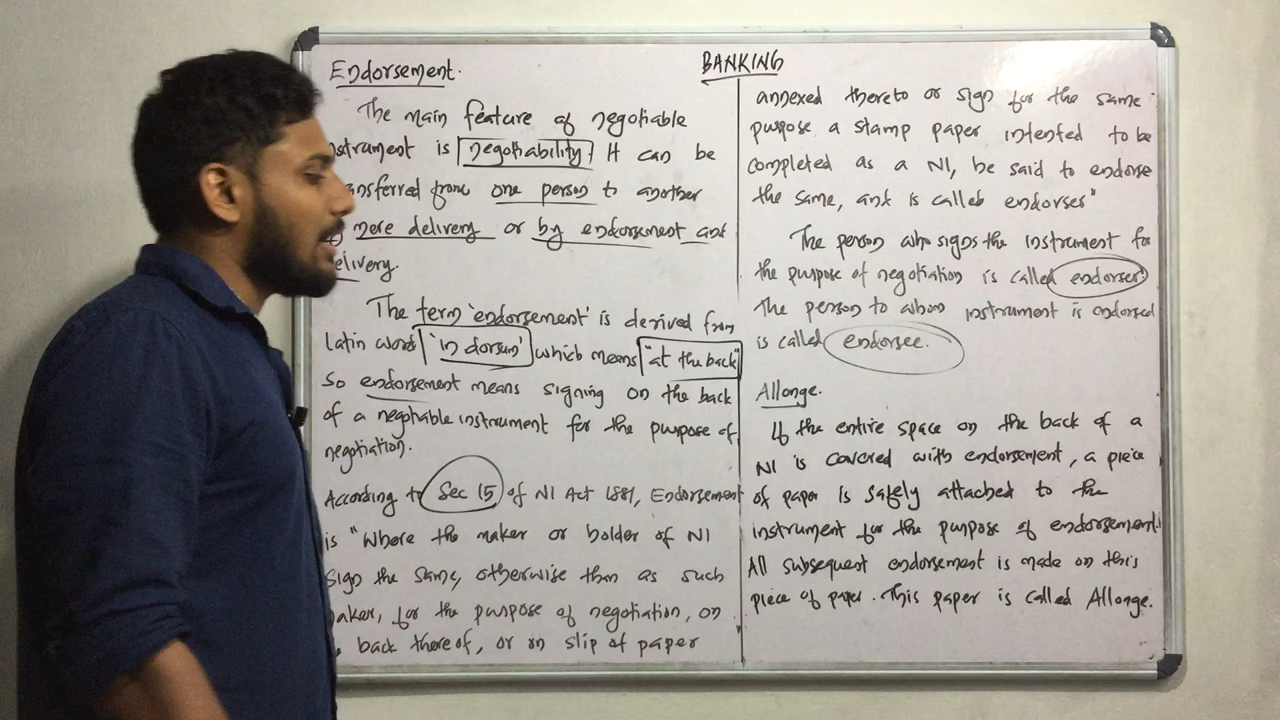 BANKING
Endorsement.
The main feature of negotiable
nstrument is negotiability. It can be
ansferred from one person to another
mere delivery or by endorsement and
elivery.
The term 'endorsement' is derived from
Latin word 'in dorsum' which means "at the back"
So endorsement means signing on the back
of a negotiable instrument for the purpose of
negotiation.
According to Sec 15 of NI Act 1881, Endorsement
is "Where the maker or holder of NI
sign the same, otherwise than as such
maker, for the purpose of negotiation, on
back thereof, or in slip of paper
annexed thereto or sign for the same
purpose a stamp paper intented to be
completed as a NI, he said to endorse
the same, and is called endorser"
The person who signs the instrument for
the purpose of negotiation is called endorser.
The person to whom instrument is endorsed
is called endorsee.
Allonge.
If the entire space on the back of a
NI is covered with endorsement, a piece
of paper is safely attached to the
instrument for the purpose of endorsement.
All subsequent endorsement is made on this
piece of paper. This paper is called Allonge.